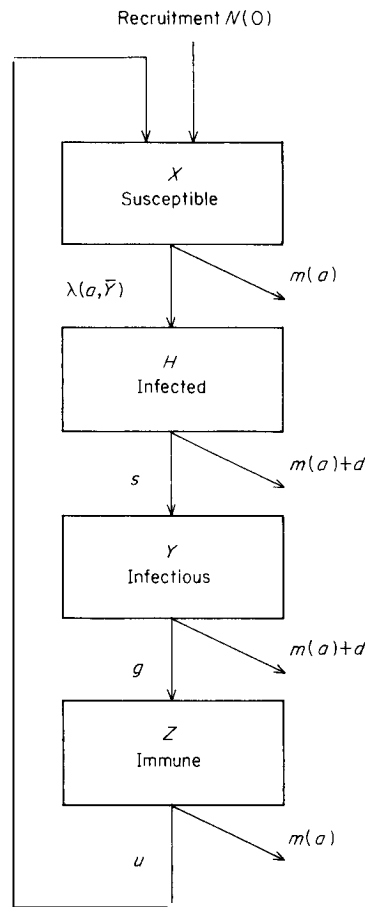 Recruitment N(0)
X
Susceptible
λ(a,Ȳ)
m(a)
H
Infected
s
m(a)+d
Y
Infectious
g
m(a)+d
Z
Immune
u
m(a)